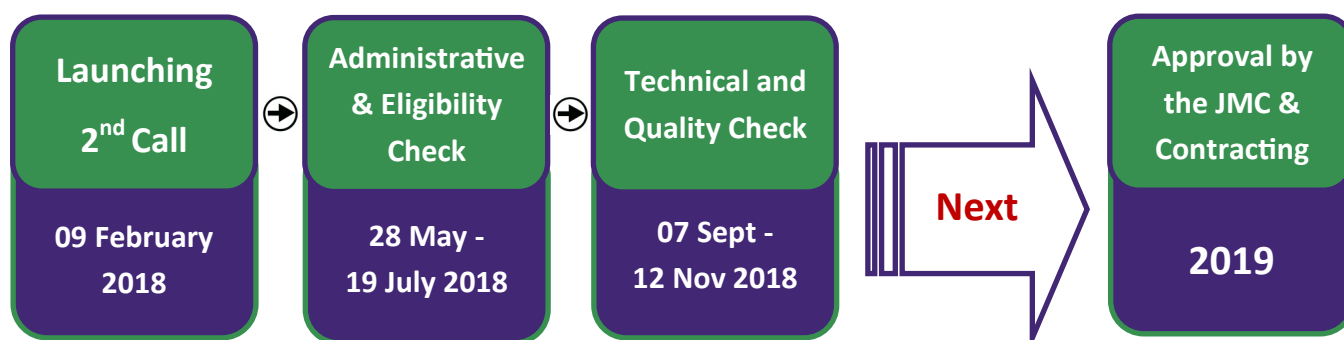 Launching
2nd Call
09 February
2018
Administrative
& Eligibility
Check
28 May -
19 July 2018
Technical and
Quality Check
07 Sept -
12 Nov 2018
Next
Approval by
the JMC &
Contracting
2019